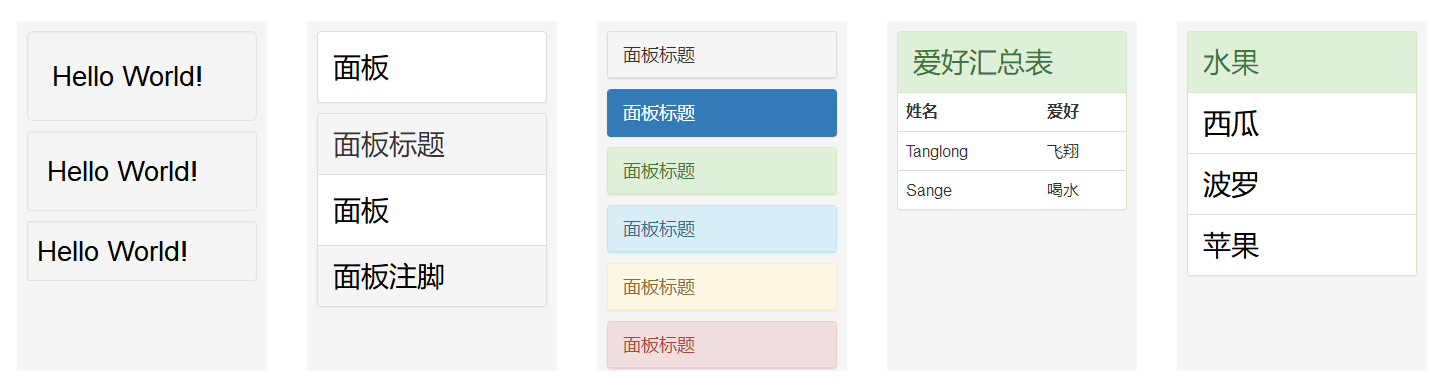 Hello World!
Hello World!
Hello World!
面板
面板标题
面板
面板注脚
面板标题
面板标题
面板标题
面板标题
面板标题
面板标题
爱好汇总表
姓名 爱好
Tanglong 飞翔
Sange 喝水
水果
西瓜
波罗
苹果